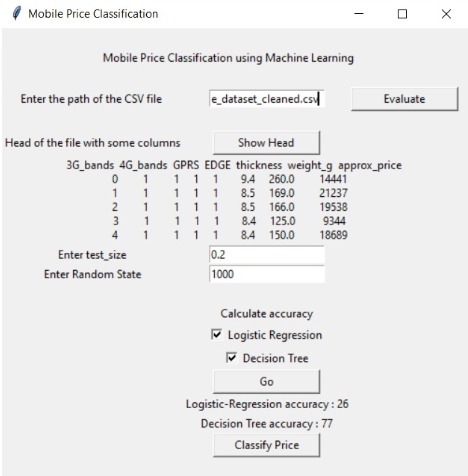 Mobile Price Classification
Mobile Price Classification using Machine Learning
Enter the path of the CSV file e_dataset_cleaned.csv Evaluate
Head of the file with some columns Show Head
3G_bands 4G_bands GPRS EDGE thickness weight_g approx_price
0 1 1 1 1 9.4 260.0 14441
1 1 1 1 1 8.5 169.0 21237
2 1 1 1 1 8.5 166.0 19538
3 1 1 1 1 8.4 125.0 9344
4 1 1 1 1 8.4 150.0 18689
Enter test_size 0.2
Enter Random State 1000
Calculate accuracy
Logistic Regression
Decision Tree
Go
Logistic-Regression accuracy : 26
Decision Tree accuracy : 77
Classify Price